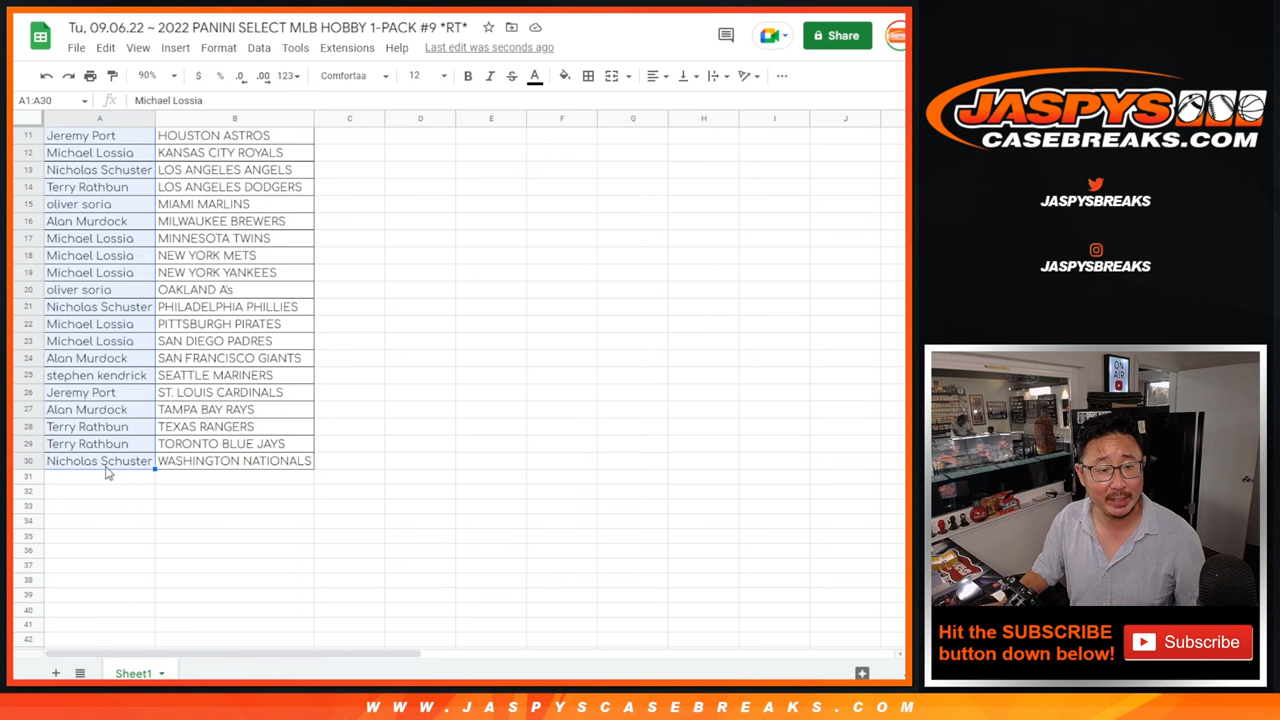 Tu, 09.06.22 ~ 2022 PANINI SELECT MLB HOBBY 1-PACK #9 *RT*
File Edit View Insert Format Data Tools Extensions Help Last edit was seconds ago
Share
90% $ % .0 .00 123 Comfortaa 12 B I S A
A1:A30 fx Michael Lossia
A B C D E F G H I J
11 Jeremy Port HOUSTON ASTROS
12 Michael Lossia KANSAS CITY ROYALS
13 Nicholas Schuster LOS ANGELES ANGELS
14 Terry Rathbun LOS ANGELES DODGERS
15 oliver soria MIAMI MARLINS
16 Alan Murdock MILWAUKEE BREWERS
17 Michael Lossia MINNESOTA TWINS
18 Michael Lossia NEW YORK METS
19 Michael Lossia NEW YORK YANKEES
20 oliver soria OAKLAND A's
21 Nicholas Schuster PHILADELPHIA PHILLIES
22 Michael Lossia PITTSBURGH PIRATES
23 Michael Lossia SAN DIEGO PADRES
24 Alan Murdock SAN FRANCISCO GIANTS
25 stephen kendrick SEATTLE MARINERS
26 Jeremy Port ST. LOUIS CARDINALS
27 Alan Murdock TAMPA BAY RAYS
28 Terry Rathbun TEXAS RANGERS
29 Terry Rathbun TORONTO BLUE JAYS
30 Nicholas Schuster WASHINGTON NATIONALS
31
32
33
34
35
36
37
38
39
40
41
42
Sheet1
JASPYS
CASEBREAKS.COM
JASPYSBREAKS
JASPYSBREAKS
ON
AIR
Hit the SUBSCRIBE
button down below!
Subscribe
WWW.JASPYSCASEBREAKS.COM